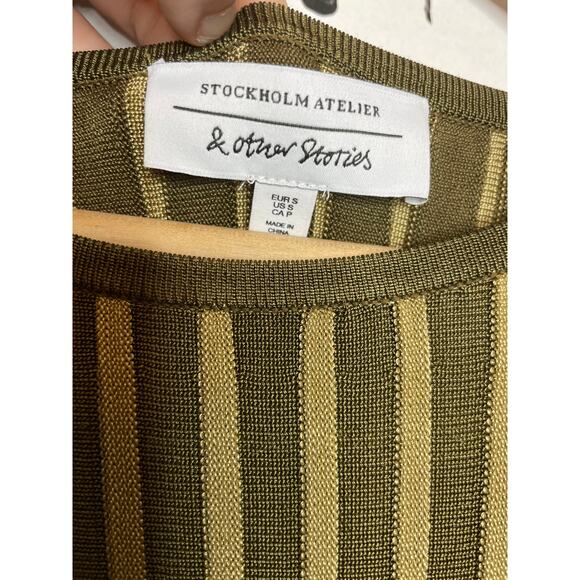 STOCKHOLM ATELIER
& other Stories
EUR S
US S
CA P
MADE IN
CHINA